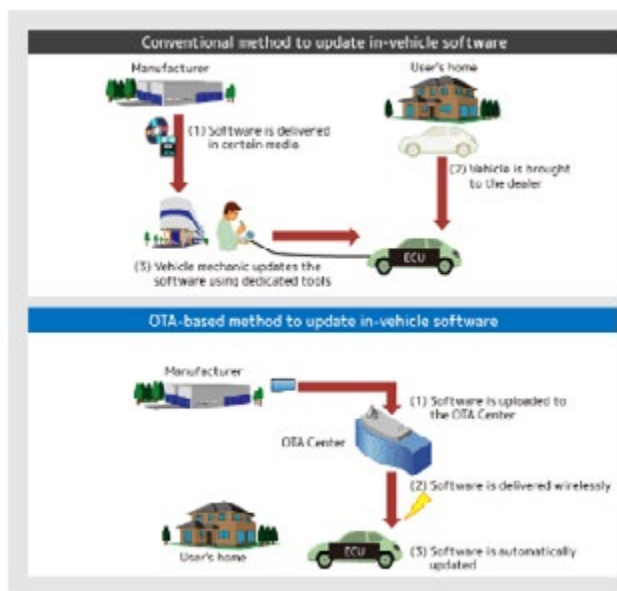 Conventional method to update in-vehicle software
Manufacturer
User's home
(1) Software is delivered
in certain media
(2) Vehicle is brought
to the dealer
ECU
(3) Vehicle mechanic updates the
software using dedicated tools
OTA-based method to update in-vehicle software
Manufacturer
(1) Software is uploaded to
the OTA Center
OTA Center
(2) Software is delivered wirelessly
User's home
ECU
(3) Software is automatically
updated